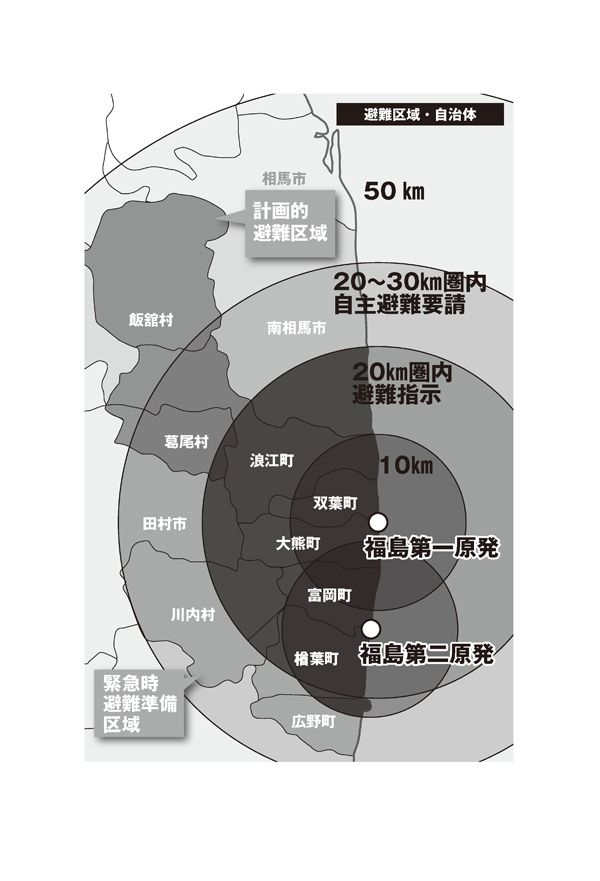 避難区域・自治体
相馬市
50㎞
計画的
避難区域
20〜30㎞圏内
自主避難要請
飯舘村
南相馬市
20㎞圏内
避難指示
葛尾村
浪江町
10㎞
双葉町
田村市
大熊町
福島第一原発
富岡町
川内村
福島第二原発
楢葉町
緊急時
避難準備
区域
広野町